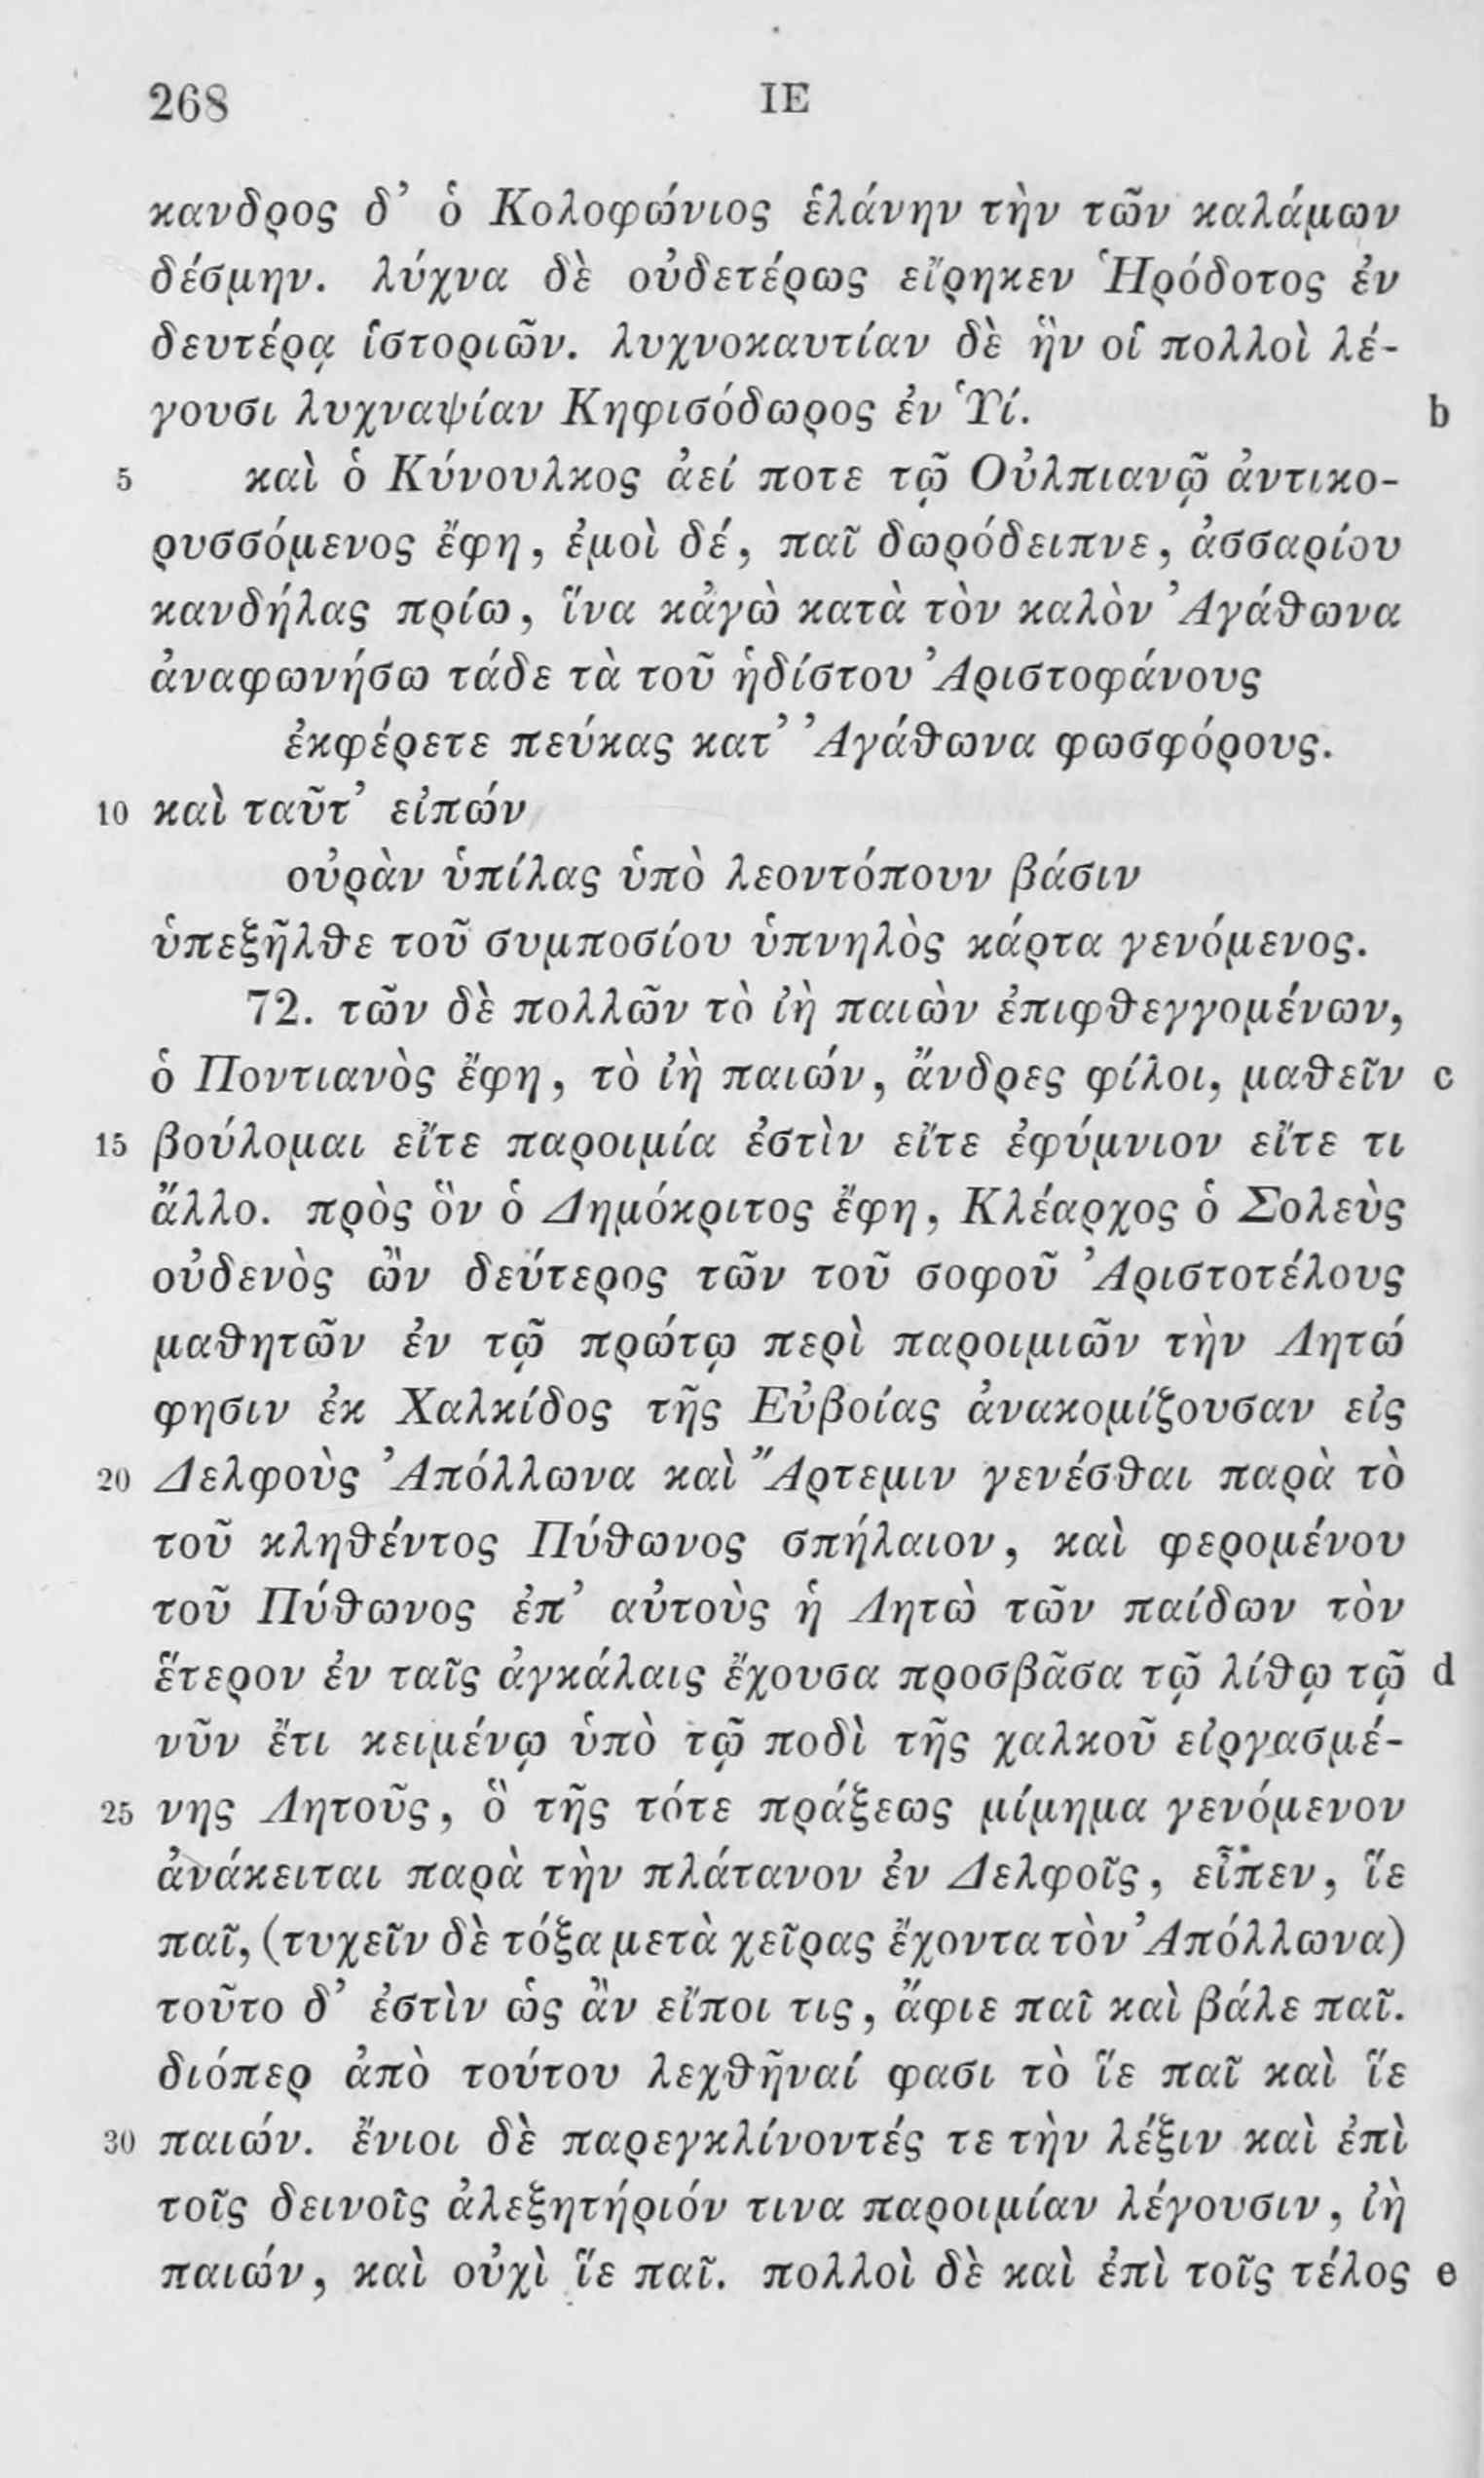 268 ΙΕ
κανδρος δ’ ὁ Κολοφώνιος ἑλάνην τὴν τῶν καλάμων
δέσμην. λύχνα δὲ οὐδετέρως εἴρηκεν Ἡρόδοτος ἐν
δευτέρᾳ ἱστοριῶν. λυχνοκαυτίαν δὲ ἣν οἱ πολλοὶ λέ-
γουσι λυχναψίαν Κηφισόδωρος ἐν Ὑί. b
5 καὶ ὁ Κύνουλκος ἀεί ποτε τῷ Οὐλπιανῷ ἀντικο-
ρυσσόμενος ἔφη, ἐμοὶ δέ, παῖ δωρόδειπνε, ἀσσαρίου
κανδήλας πρίω, ἵνα κἀγὼ κατὰ τὸν καλὸν Ἀγάθωνα
ἀναφωνήσω τάδε τὰ τοῦ ἡδίστου Ἀριστοφάνους
ἐκφέρετε πεύκας κατ’ Ἀγάθωνα φωσφόρους.
10 καὶ ταῦτ’ εἰπών
οὐρὰν ὑπίλας ὑπὸ λεοντόπουν βάσιν
ὑπεξῆλθε τοῦ συμποσίου ὑπνηλὸς κάρτα γενόμενος.
72. τῶν δὲ πολλῶν τὸ ἰὴ παιὼν ἐπιφθεγγομένων,
ὁ Ποντιανὸς ἔφη, τὸ ἰὴ παιών, ἄνδρες φίλοι, μαθεῖν c
15 βούλομαι εἴτε παροιμία ἐστὶν εἴτε ἐφύμνιον εἴτε τι
ἄλλο. πρὸς ὃν ὁ Δημόκριτος ἔφη, Κλέαρχος ὁ Σολεὺς
οὐδενὸς ὢν δεύτερος τῶν τοῦ σοφοῦ Ἀριστοτέλους
μαθητῶν ἐν τῷ πρώτῳ περὶ παροιμιῶν τὴν Λητώ
φησιν ἐκ Χαλκίδος τῆς Εὐβοίας ἀνακομίζουσαν εἰς
20 Δελφοὺς Ἀπόλλωνα καὶ Ἄρτεμιν γενέσθαι παρὰ τὸ
τοῦ κληθέντος Πύθωνος σπήλαιον, καὶ φερομένου
τοῦ Πύθωνος ἐπ’ αὐτοὺς ἡ Λητὼ τῶν παίδων τὸν
ἕτερον ἐν ταῖς ἀγκάλαις ἔχουσα προσβᾶσα τῷ λίθῳ τῷ d
νῦν ἔτι κειμένῳ ὑπὸ τῷ ποδὶ τῆς χαλκοῦ εἰργασμέ-
25 νης Λητοῦς, ὃ τῆς τότε πράξεως μίμημα γενόμενον
ἀνάκειται παρὰ τὴν πλάτανον ἐν Δελφοῖς, εἶπεν, ἵε
παῖ, (τυχεῖν δὲ τόξα μετὰ χεῖρας ἔχοντα τὸν Ἀπόλλωνα)
τοῦτο δ’ ἐστὶν ὡς ἂν εἴποι τις, ἄφιε παῖ καὶ βάλε παῖ.
διόπερ ἀπὸ τούτου λεχθῆναί φασι τὸ ἵε παῖ καὶ ἵε
30 παιών. ἔνιοι δὲ παρεγκλίνοντές τε τὴν λέξιν καὶ ἐπὶ
τοῖς δεινοῖς ἀλεξητήριόν τινα παροιμίαν λέγουσιν, ἰὴ
παιών, καὶ οὐχὶ ἵε παῖ. πολλοὶ δὲ καὶ ἐπὶ τοῖς τέλος e